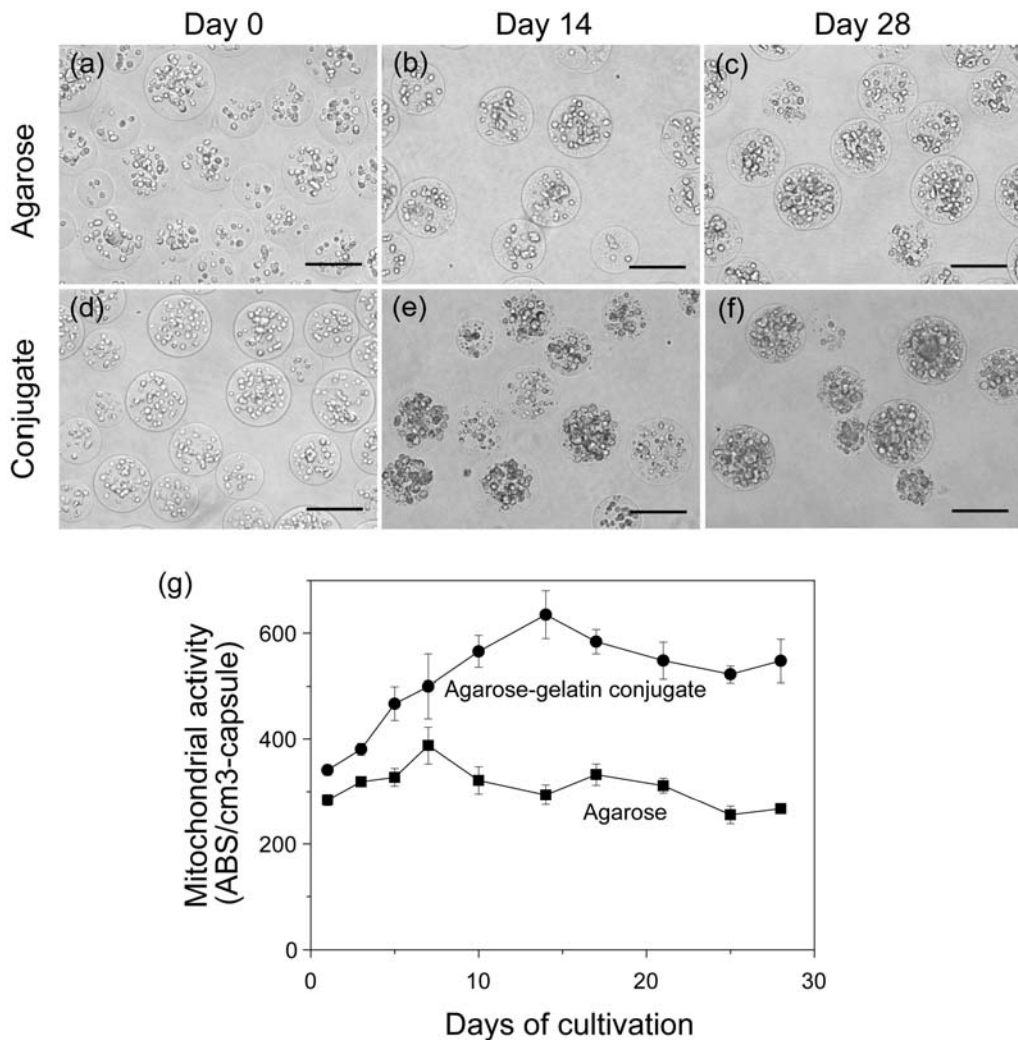 Day 0
Day 14
Day 28
Agarose
(a)
(b)
(c)
Conjugate
(d)
(e)
(f)
(g)
Mitochondrial activity
(ABS/cm3-capsule)
600
400
200
0
Agarose-gelatin conjugate
Agarose
0
10
20
30
Days of cultivation